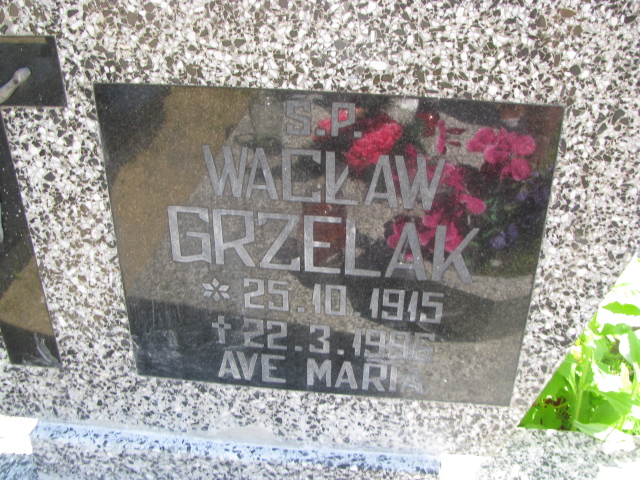 Ś.P.
WACŁAW
GRZELAK
* 25.10.1915
† 22.3.1996
AVE MARIA